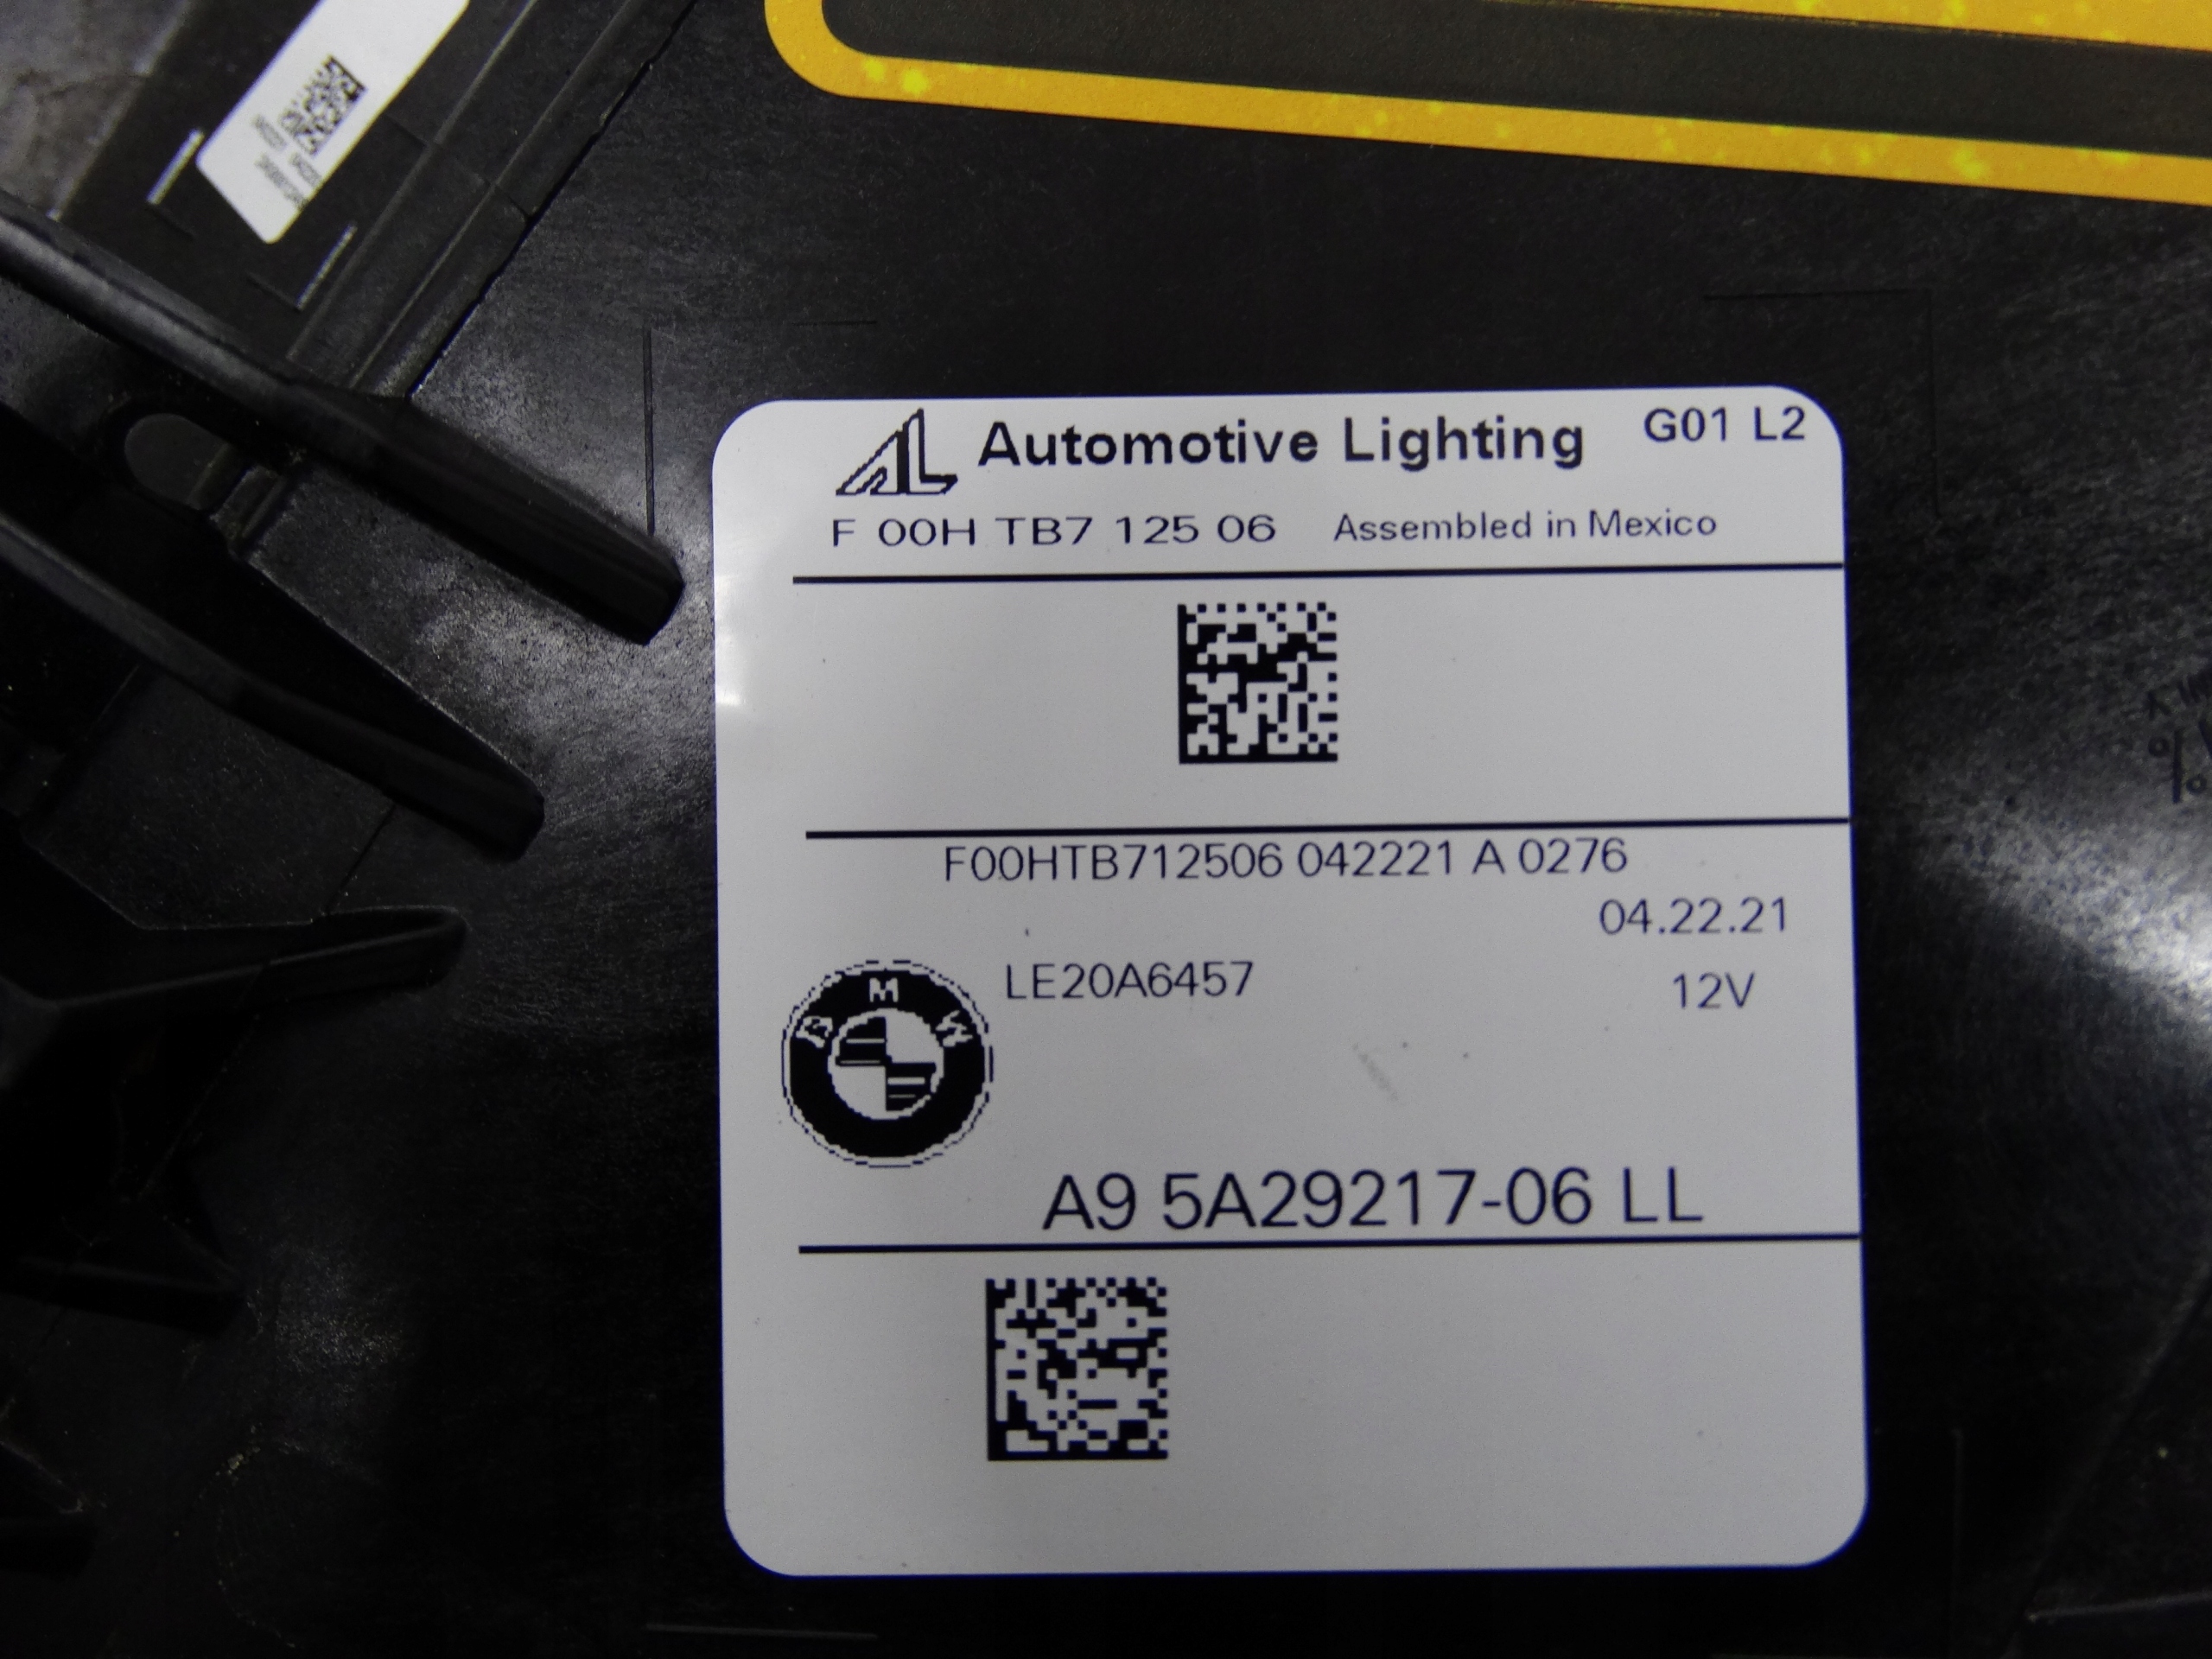 Automotive Lighting G01 L2
F 00H TB7 125 06 Assembled in Mexico
F00HTB712506 042221 A 0276
04.22.21
LE20A6457
12V
BMW
A9 5A29217-06 LL